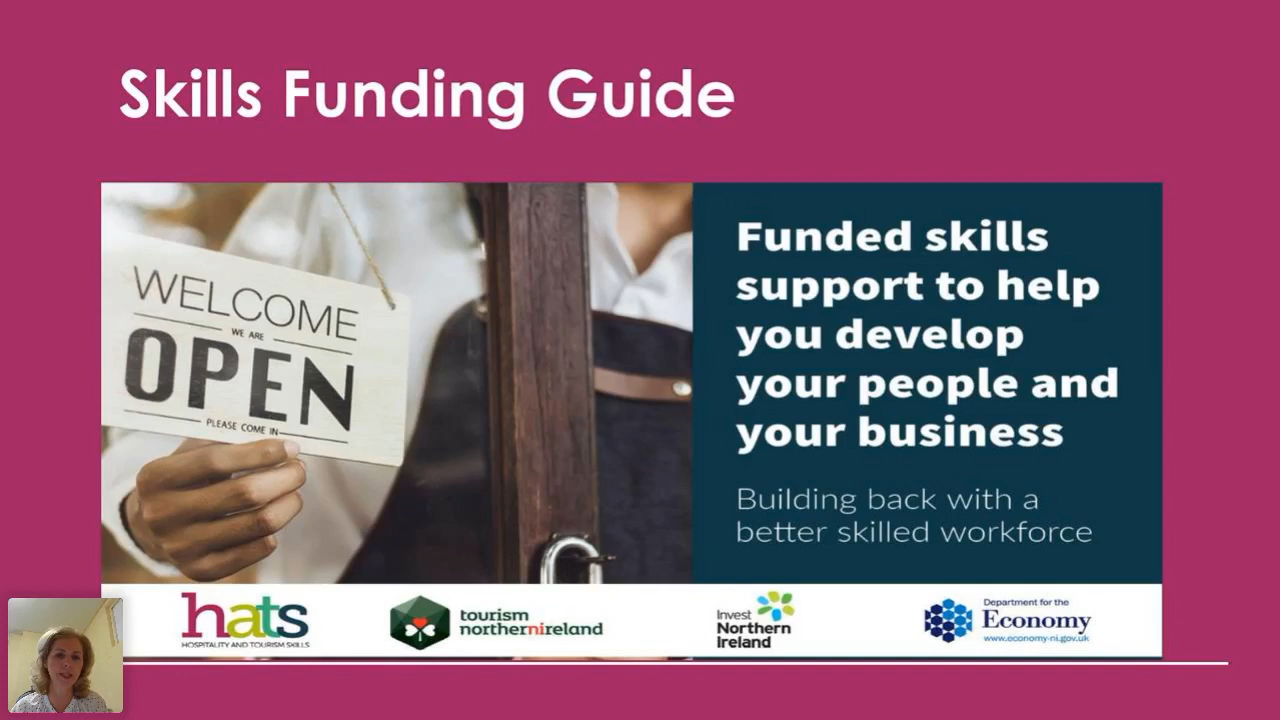 Skills Funding Guide
WELCOME
WE ARE
OPEN
PLEASE COME IN
Funded skills
support to help
you develop
your people and
your business
Building back with a
better skilled workforce
hats
HOSPITALITY AND TOURISM SKILLS
tourism
northernireland
Invest
Northern
Ireland
Department for the
Economy
www.economy-ni.gov.uk